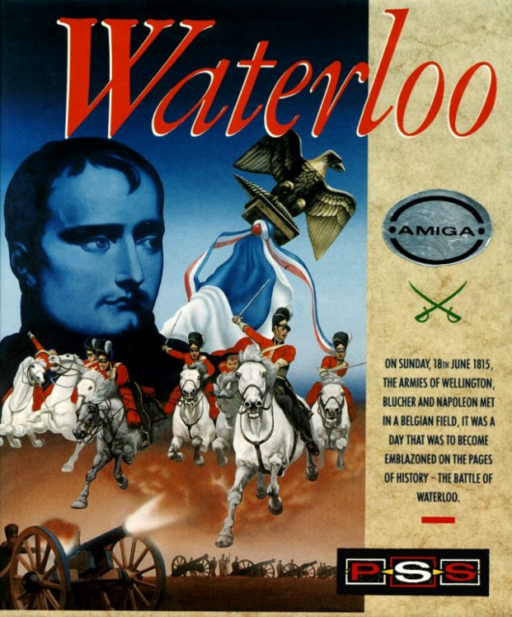 Waterloo
•AMIGA•
ON SUNDAY, 18TH JUNE 1815,
THE ARMIES OF WELLINGTON,
BLUCHER AND NAPOLEON MET
IN A BELGIAN FIELD, IT WAS A
DAY THAT WAS TO BECOME
EMBLAZONED ON THE PAGES
OF HISTORY – THE BATTLE OF
WATERLOO.
PSS